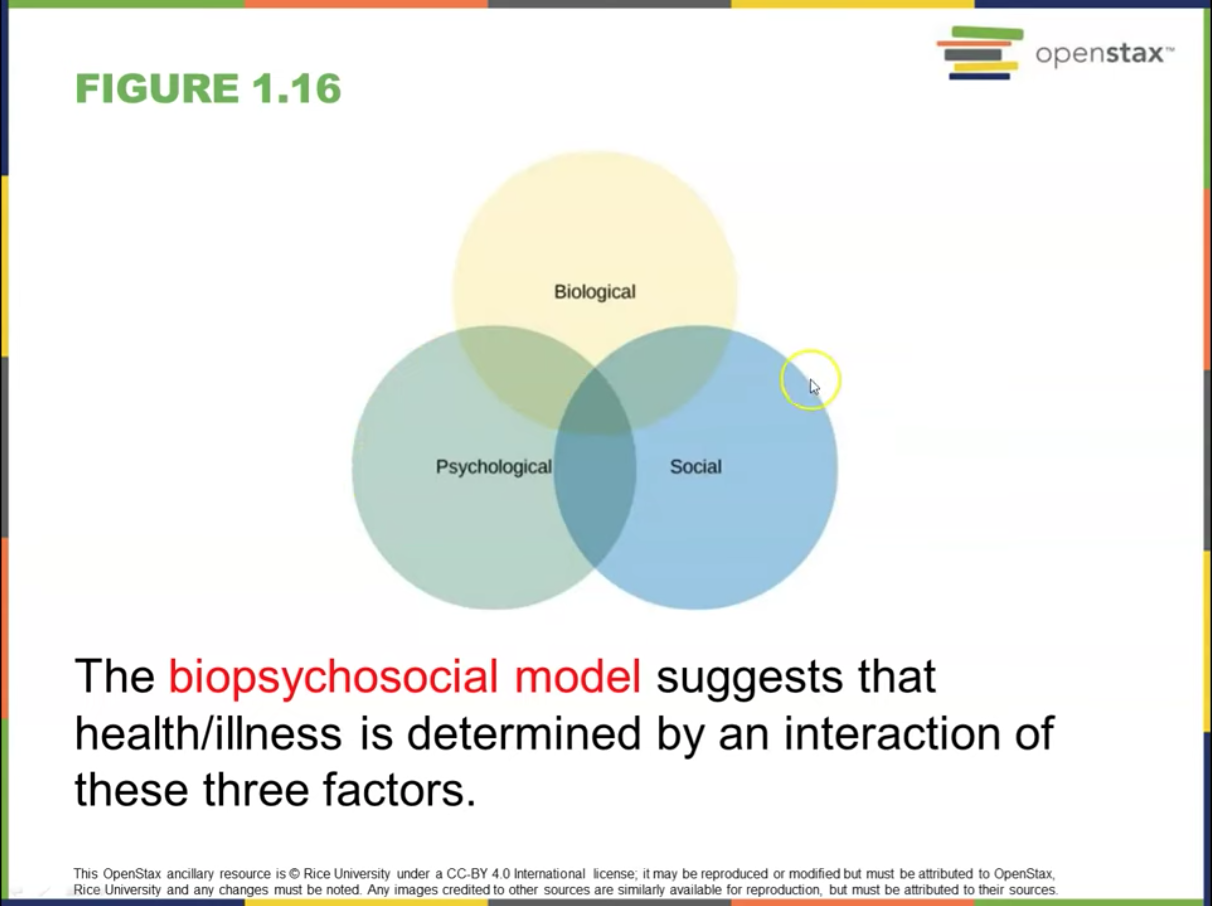 openstax™
FIGURE 1.16
Biological
Psychological
Social
The biopsychosocial model suggests that
health/illness is determined by an interaction of
these three factors.
This OpenStax ancillary resource is © Rice University under a CC-BY 4.0 International license; it may be reproduced or modified but must be attributed to OpenStax,
Rice University and any changes must be noted. Any images credited to other sources are similarly available for reproduction, but must be attributed to their sources.